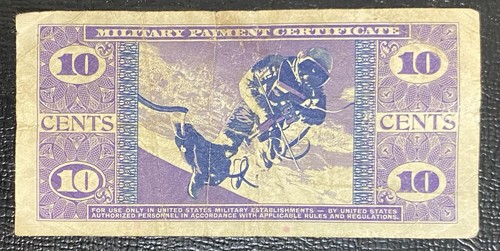 MILITARY PAYMENT CERTIFICATE
10 10
CENTS CENTS
10 10
FOR USE ONLY IN UNITED STATES MILITARY ESTABLISHMENTS — BY UNITED STATES
AUTHORIZED PERSONNEL IN ACCORDANCE WITH APPLICABLE RULES AND REGULATIONS.